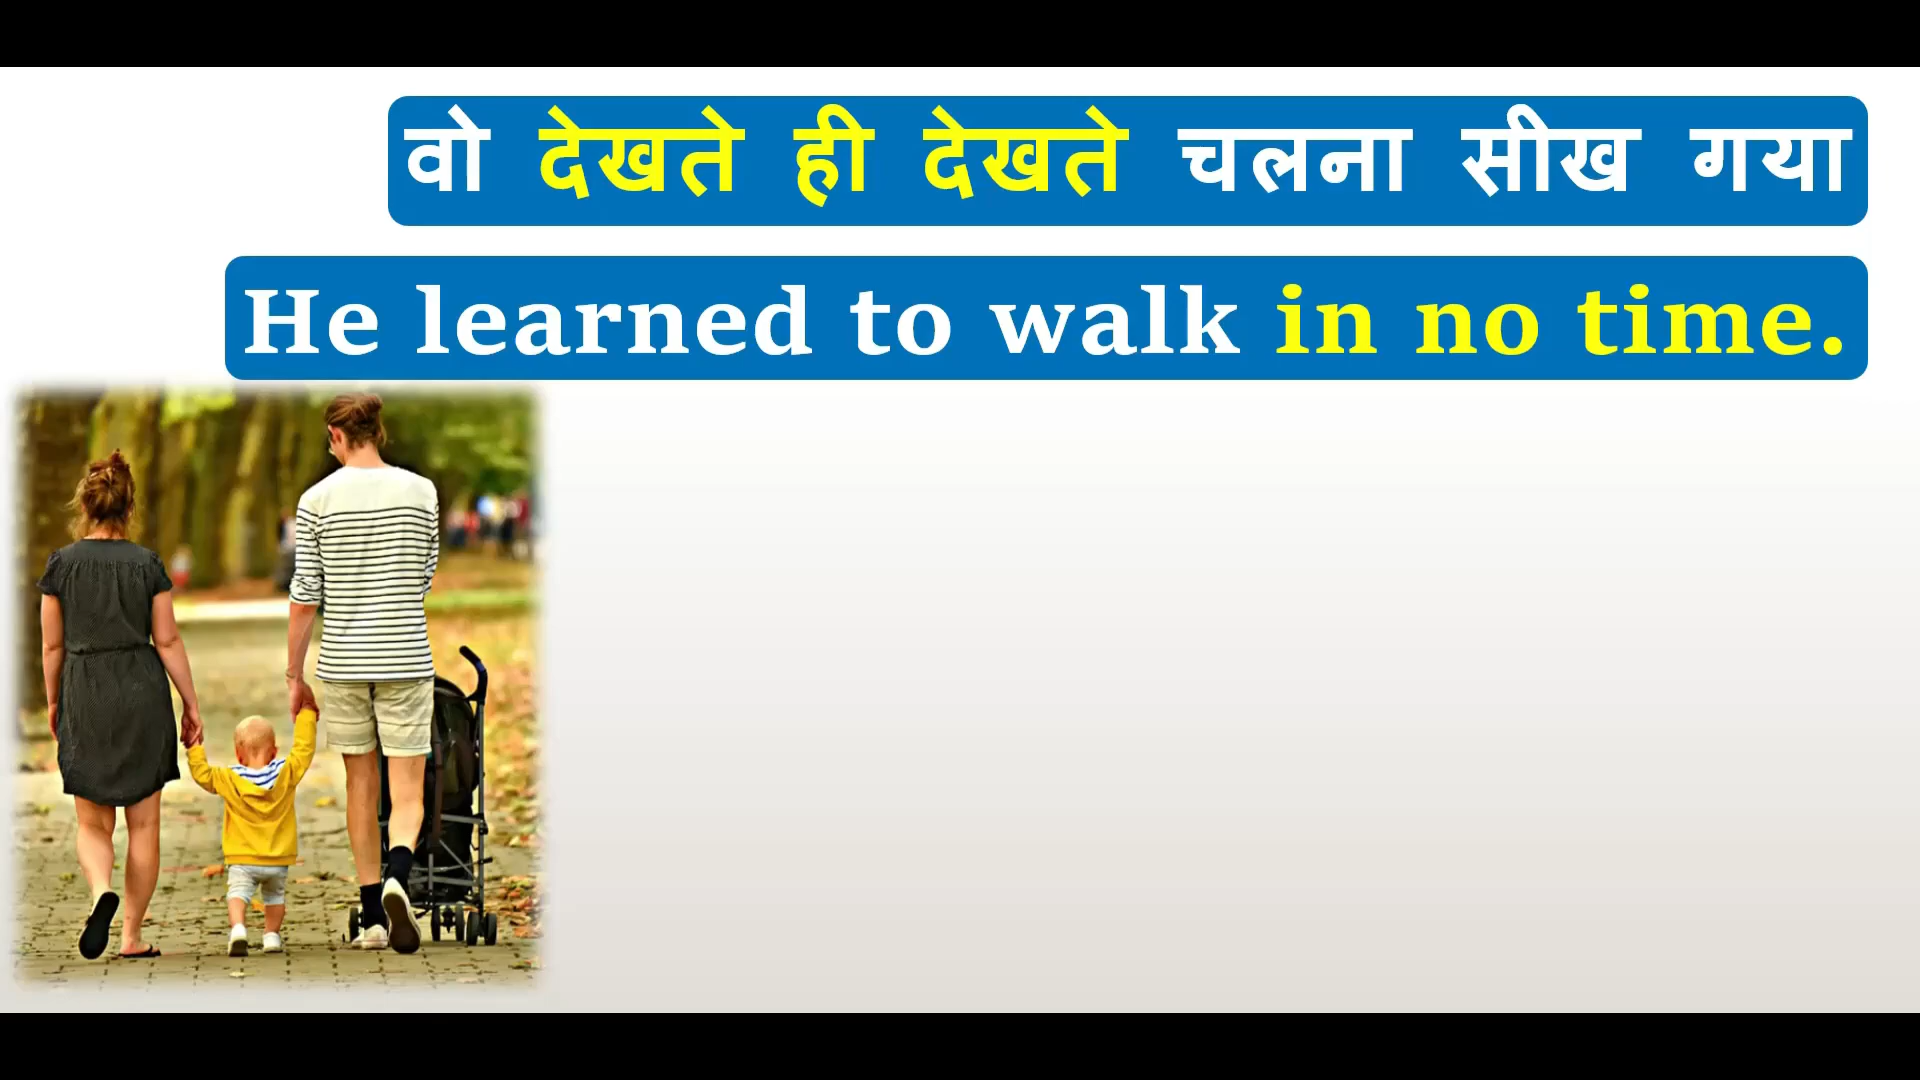 वो देखते ही देखते चलना सीख गया
He learned to walk in no time.